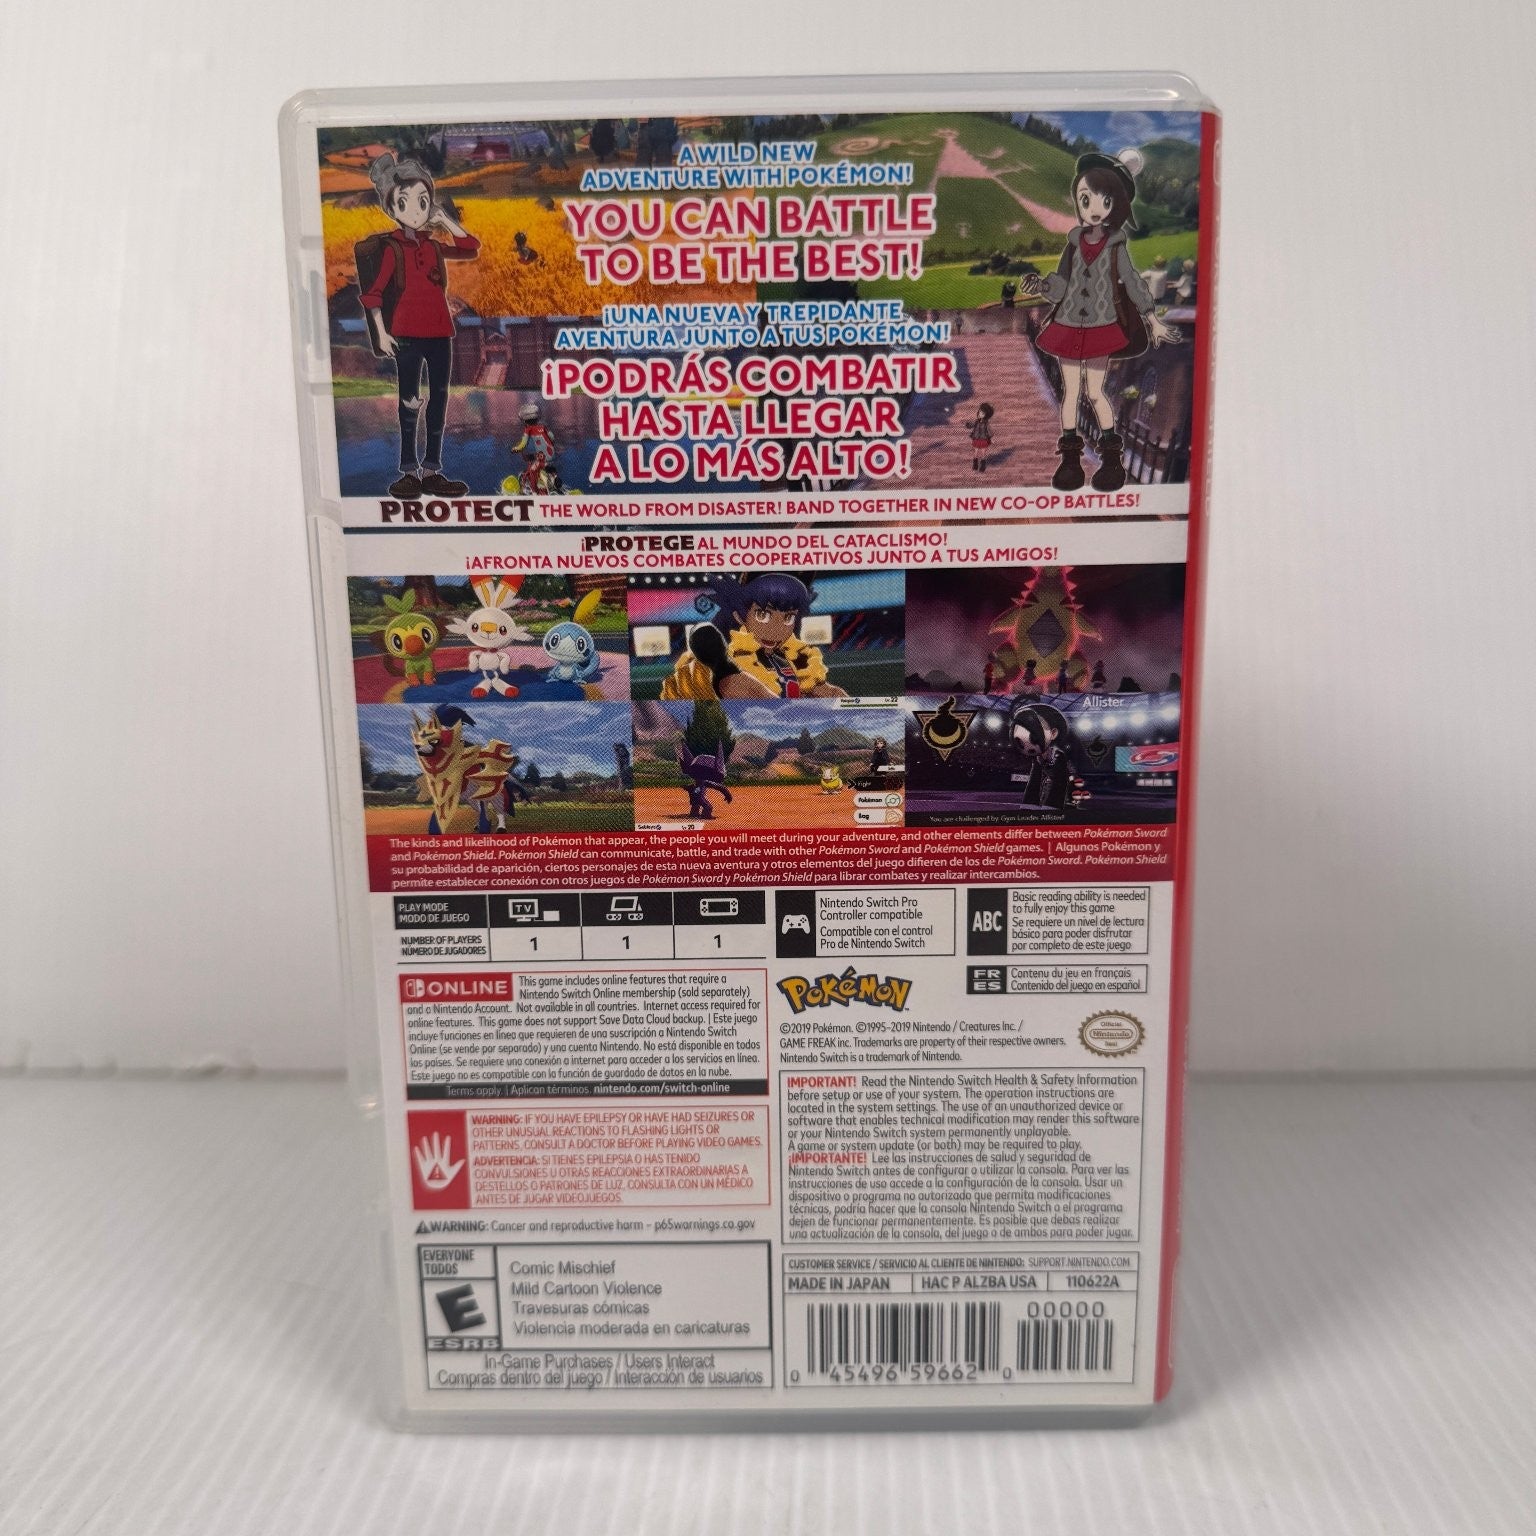 A WILD NEW
ADVENTURE WITH POKÉMON!
YOU CAN BATTLE
TO BE THE BEST!
¡UNA NUEVA Y TREPIDANTE
AVENTURA JUNTO A TUS POKÉMON!
¡PODRÁS COMBATIR
HASTA LLEGAR
A LO MÁS ALTO!
PROTECT THE WORLD FROM DISASTER! BAND TOGETHER IN NEW CO-OP BATTLES!
¡PROTEGE AL MUNDO DEL CATACLISMO!
¡AFRONTA NUEVOS COMBATES COOPERATIVOS JUNTO A TUS AMIGOS!
Lv. 22
Allister
Fight
Pokémon
Bag
Sableye
Lv. 20
You are challenged by Gym Leader Allister!
The kinds and likelihood of Pokémon that appear, the people you will meet during your adventure, and other elements differ between Pokémon Sword
and Pokémon Shield. Pokémon Shield can communicate, battle, and trade with other Pokémon Sword and Pokémon Shield games. | Algunos Pokémon y
su probabilidad de aparición, ciertos personajes de esta nueva aventura y otros elementos del juego difieren de los de Pokémon Sword. Pokémon Shield
permite establecer conexión con otros juegos de Pokémon Sword y Pokémon Shield para librar combates y realizar intercambios.
PLAY MODE
MODO DE JUEGO
TV
NUMBER OF PLAYERS
NÚMERO DE JUGADORES
1 1 1
Nintendo Switch Pro
Controller compatible
Compatible con el control
Pro de Nintendo Switch
ABC
Basic reading ability is needed
to fully enjoy this game
Se requiere un nivel de lectura
básico para poder disfrutar
por completo de este juego
FR Contenu du jeu en français
ES Contenido del juego en español
ONLINE This game includes online features that require a
Nintendo Switch Online membership (sold separately)
and a Nintendo Account. Not available in all countries. Internet access required for
online features. This game does not support Save Data Cloud backup. | Este juego
incluye funciones en línea que requieren de una suscripción a Nintendo Switch
Online (se vende por separado) y una cuenta Nintendo. No está disponible en todos
los países. Se requiere una conexión a internet para acceder a los servicios en línea.
Este juego no es compatible con la función de guardado de datos en la nube.
Terms apply. | Aplican términos. nintendo.com/switch-online
POKÉMON
©2019 Pokémon. ©1995-2019 Nintendo / Creatures Inc. /
GAME FREAK inc. Trademarks are property of their respective owners.
Nintendo Switch is a trademark of Nintendo.
Official
Nintendo
Seal
WARNING: IF YOU HAVE EPILEPSY OR HAVE HAD SEIZURES OR
OTHER UNUSUAL REACTIONS TO FLASHING LIGHTS OR
PATTERNS, CONSULT A DOCTOR BEFORE PLAYING VIDEO GAMES.
ADVERTENCIA: SI TIENES EPILEPSIA O HAS TENIDO
CONVULSIONES U OTRAS REACCIONES EXTRAORDINARIAS A
DESTELLOS O PATRONES DE LUZ, CONSULTA CON UN MÉDICO
ANTES DE JUGAR VIDEOJUEGOS.
WARNING: Cancer and reproductive harm - p65warnings.ca.gov
IMPORTANT! Read the Nintendo Switch Health & Safety Information
before setup or use of your system. The operation instructions are
located in the system settings. The use of an unauthorized device or
software that enables technical modification may render this software
or your Nintendo Switch system permanently unplayable.
A game or system update (or both) may be required to play.
¡IMPORTANTE! Lee las instrucciones de salud y seguridad de
Nintendo Switch antes de configurar o utilizar la consola. Para ver las
instrucciones de uso accede a la configuración de la consola. Usar un
dispositivo o programa no autorizado que permita modificaciones
técnicas, podría hacer que la consola Nintendo Switch o el programa
dejen de funcionar permanentemente. Es posible que debas realizar
una actualización de la consola, del juego o de ambos para poder jugar.
EVERYONE
TODOS
E
ESRB
Comic Mischief
Mild Cartoon Violence
Travesuras cómicas
Violencia moderada en caricaturas
In-Game Purchases / Users Interact
Compras dentro del juego / Interacción de usuarios
CUSTOMER SERVICE / SERVICIO AL CLIENTE DE NINTENDO: SUPPORT.NINTENDO.COM
MADE IN JAPAN HAC P ALZBA USA 110622A
00000
0 45496 59662 0